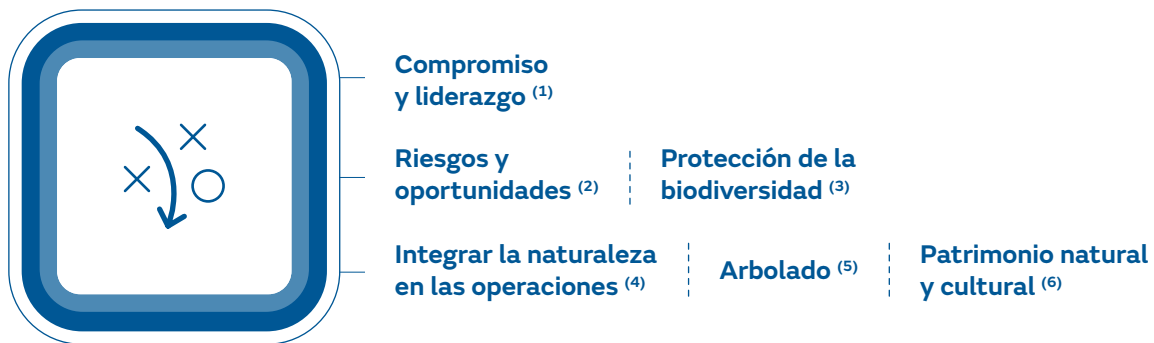 Compromiso
y liderazgo (1)
Riesgos y
oportunidades (2)
Protección de la
biodiversidad (3)
Integrar la naturaleza
en las operaciones (4)
Arbolado (5)
Patrimonio natural
y cultural (6)